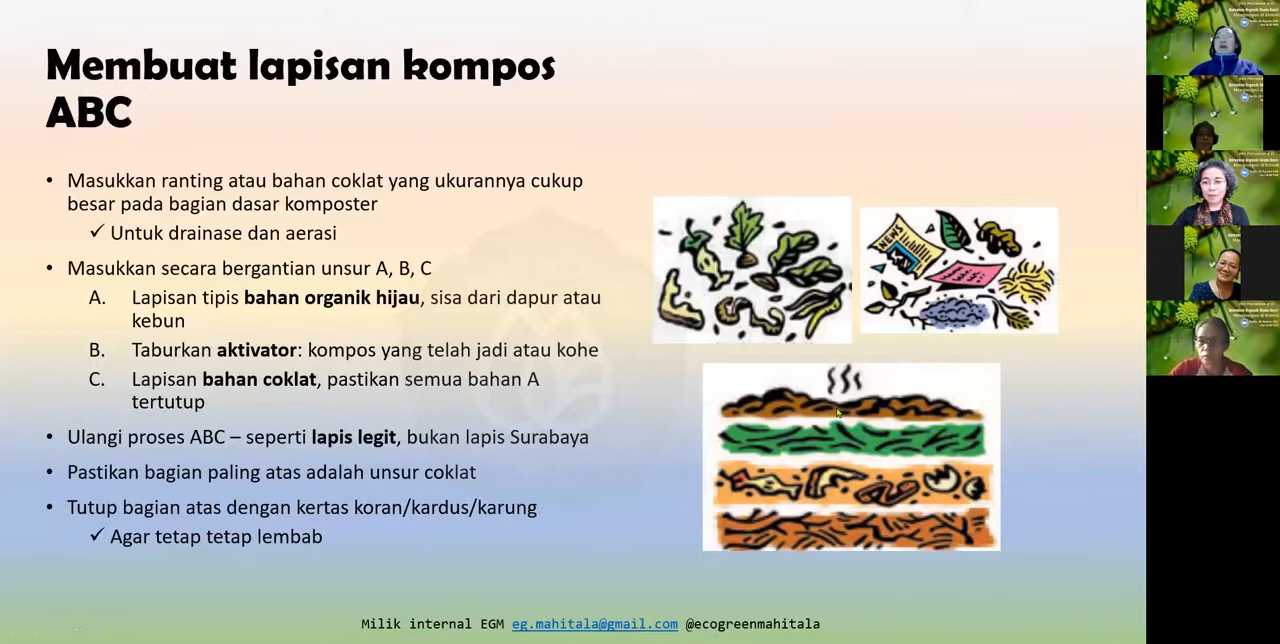 Membuat lapisan kompos
ABC
• Masukkan ranting atau bahan coklat yang ukurannya cukup
besar pada bagian dasar komposter
✓ Untuk drainase dan aerasi
• Masukkan secara bergantian unsur A, B, C
A. Lapisan tipis bahan organik hijau, sisa dari dapur atau
kebun
B. Taburkan aktivator: kompos yang telah jadi atau kohe
C. Lapisan bahan coklat, pastikan semua bahan A
tertutup
• Ulangi proses ABC – seperti lapis legit, bukan lapis Surabaya
• Pastikan bagian paling atas adalah unsur coklat
• Tutup bagian atas dengan kertas koran/kardus/karung
✓ Agar tetap tetap lembab
NEWS
Milik internal EGM eg.mahitala@gmail.com @ecogreenmahitala